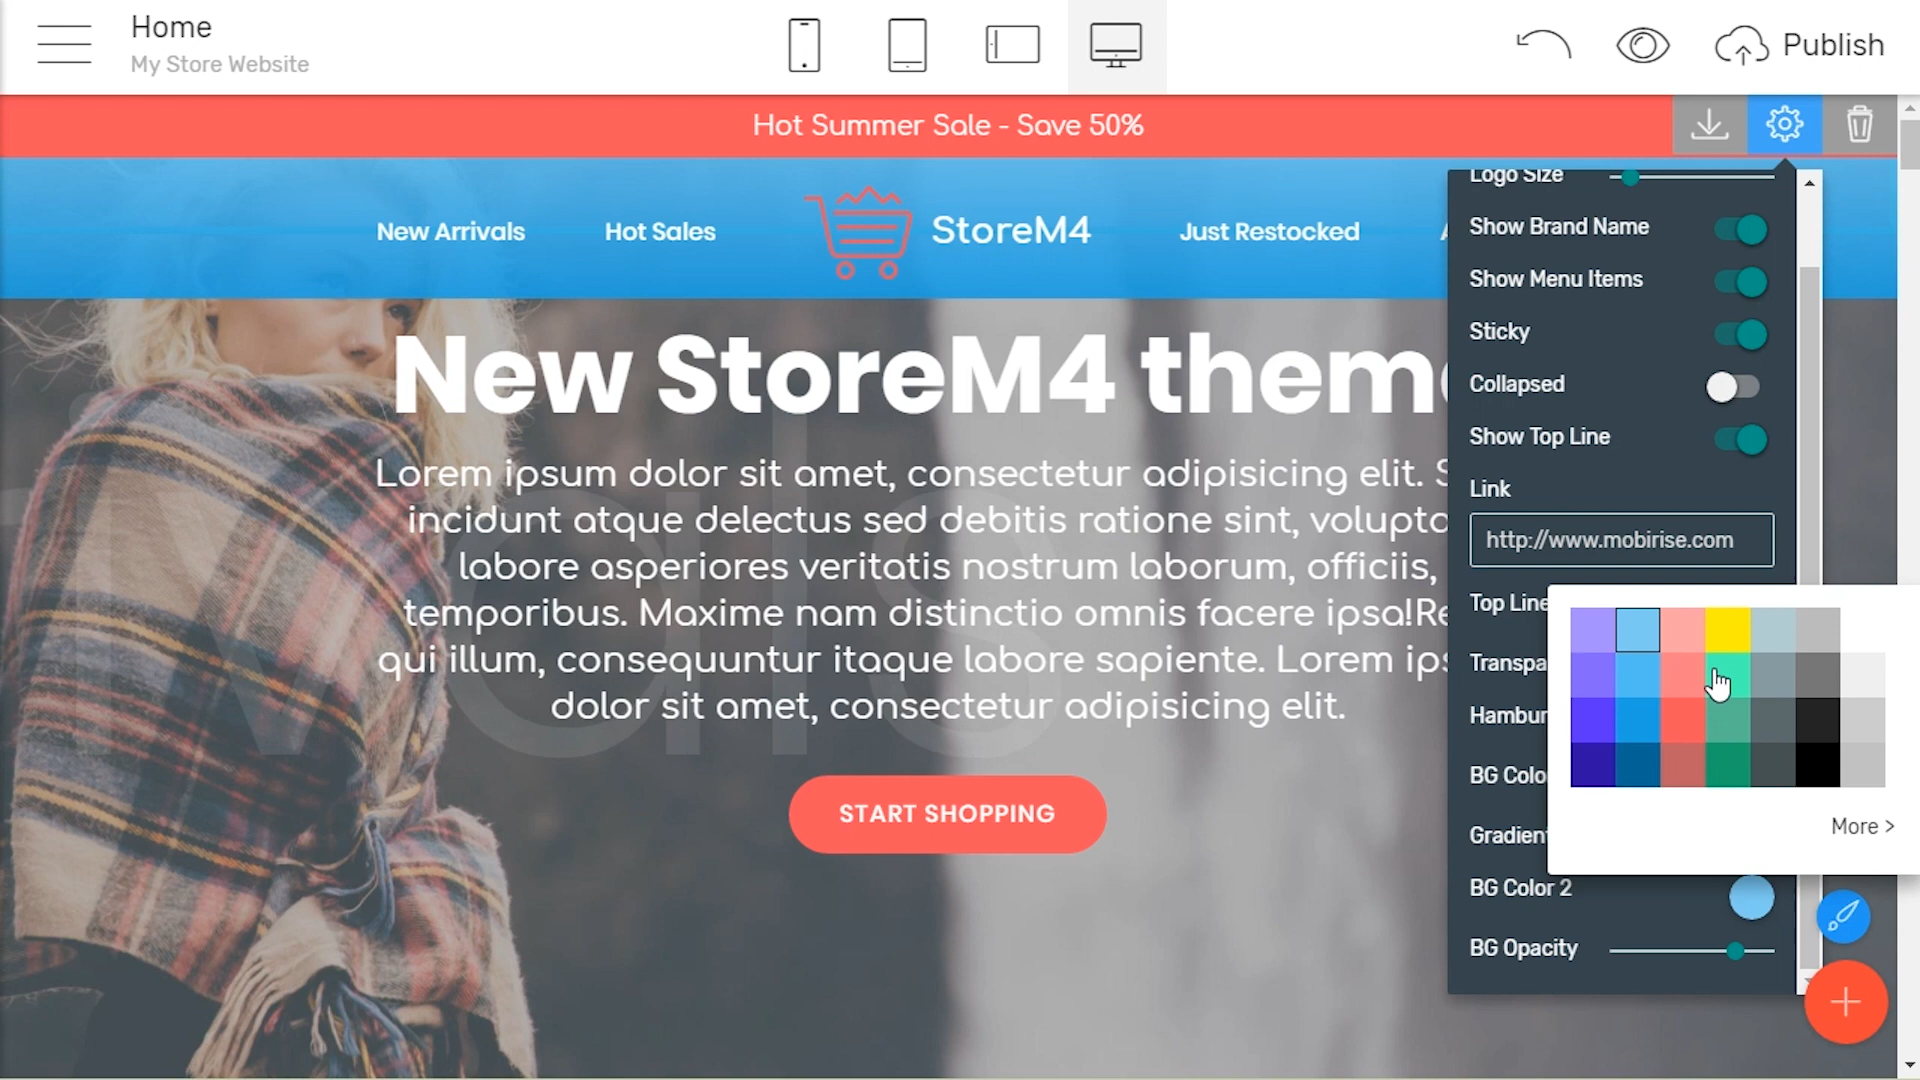 Home
My Store Website
Publish
Hot Summer Sale - Save 50%
New Arrivals
Hot Sales
StoreM4
Just Restocked
New StoreM4 theme
Lorem ipsum dolor sit amet, consectetur adipisicing elit. S
incidunt atque delectus sed debitis ratione sint, volupta
labore asperiores veritatis nostrum laborum, officiis,
temporibus. Maxime nam distinctio omnis facere ipsa!Re
qui illum, consequuntur itaque labore sapiente. Lorem ips
dolor sit amet, consectetur adipisicing elit.
START SHOPPING
Logo Size
Show Brand Name
Show Menu Items
Sticky
Collapsed
Show Top Line
Link
http://www.mobirise.com
Top Line
Transpa
Hambur
BG Colo
Gradient
More >
BG Color 2
BG Opacity